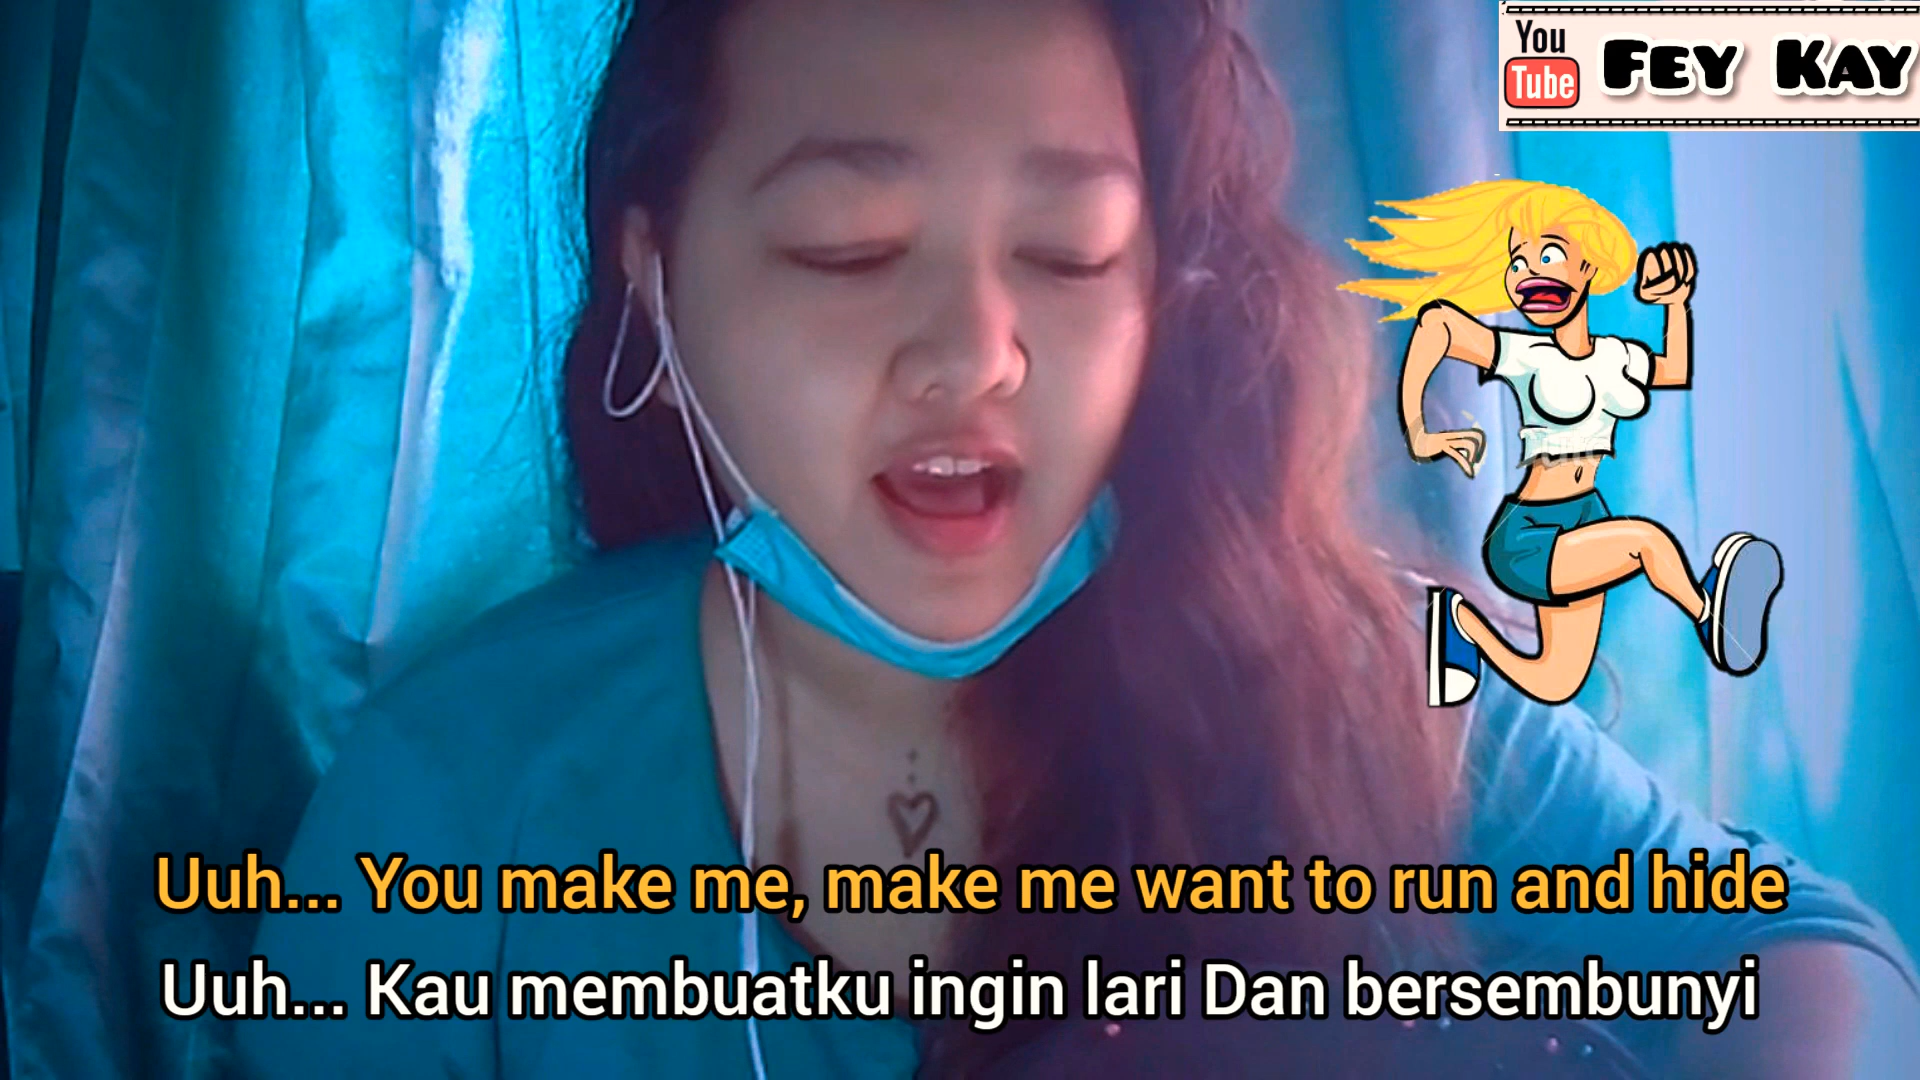 You
Tube
FEY KAY
Uuh... You make me, make me want to run and hide
Uuh... Kau membuatku ingin lari Dan bersembunyi